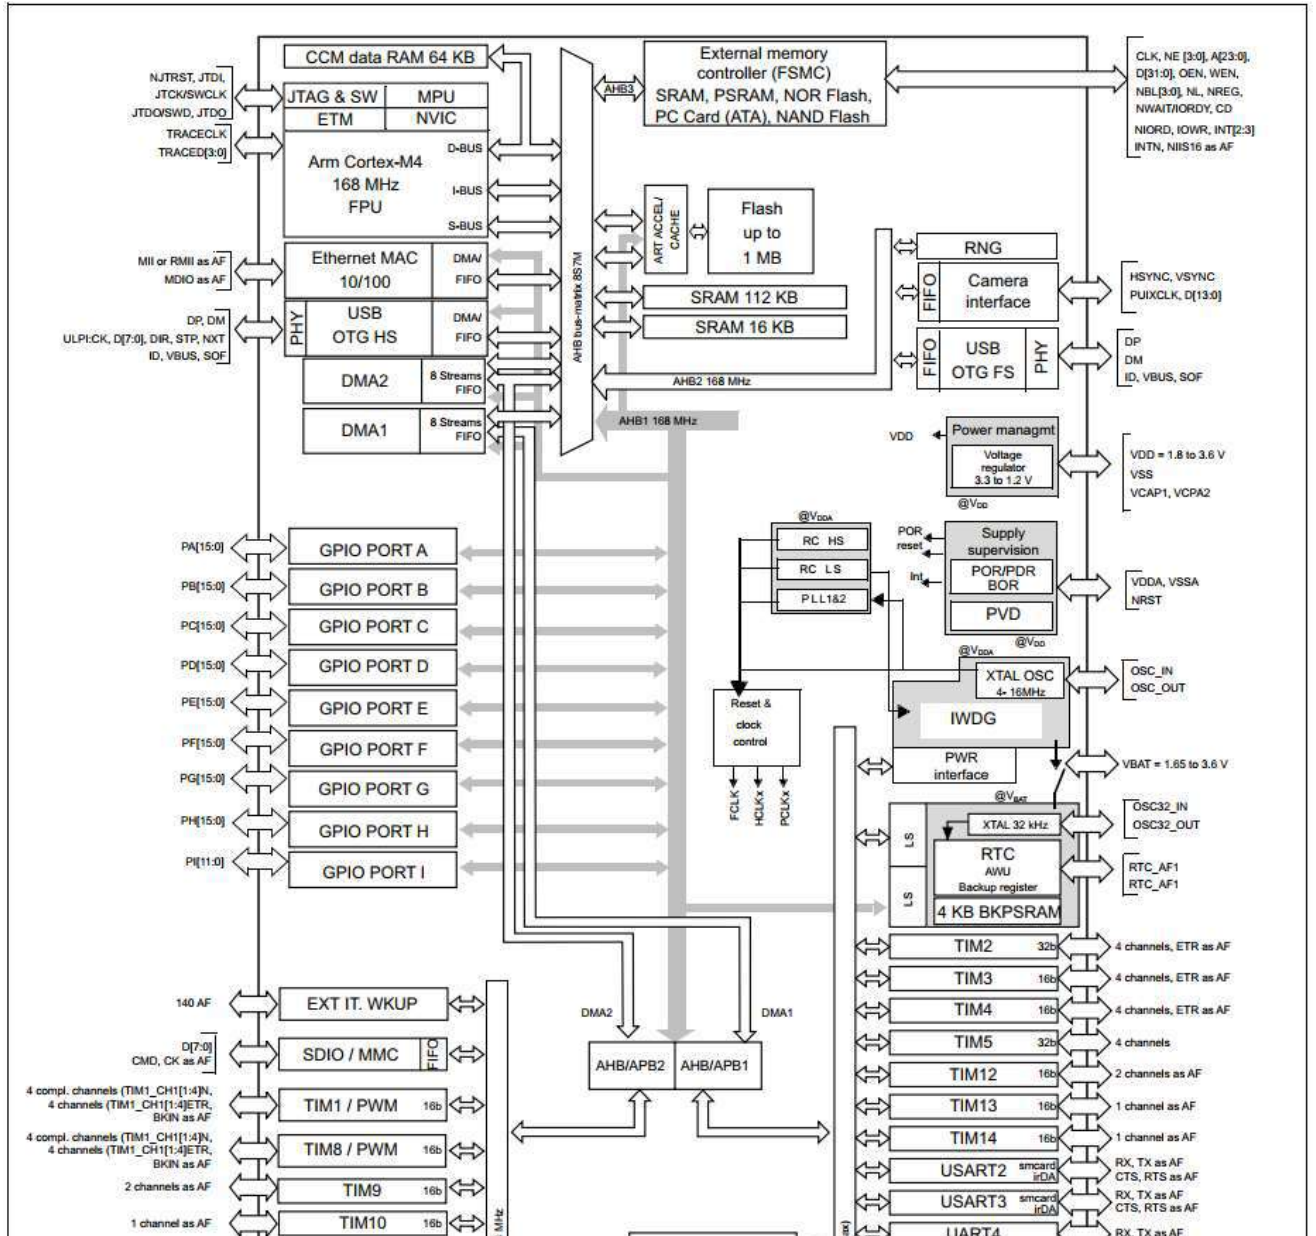 CCM data RAM 64 KB
NJTRST, JTDI,
JTCK/SWCLK
JTDO/SWD, JTDO
TRACECLK
TRACED[3:0]
JTAG & SW
MPU
ETM
NVIC
Arm Cortex-M4
168 MHz
FPU
D-BUS
I-BUS
S-BUS
MII or RMII as AF
MDIO as AF
Ethernet MAC
10/100
DMA/
FIFO
DP, DM
ULPI:CK, D[7:0], DIR, STP, NXT
ID, VBUS, SOF
PHY
USB
OTG HS
DMA/
FIFO
DMA2
8 Streams
FIFO
DMA1
8 Streams
FIFO
AHB bus-matrix 8S7M
AHB3
External memory
controller (FSMC)
SRAM, PSRAM, NOR Flash,
PC Card (ATA), NAND Flash
CLK, NE [3:0], A[23:0],
D[31:0], OEN, WEN,
NBL[3:0], NL, NREG,
NWAIT/IORDY, CD
NIORD, IOWR, INT[2:3]
INTN, NIIS16 as AF
ART ACCEL/
CACHE
Flash
up to
1 MB
SRAM 112 KB
SRAM 16 KB
AHB2 168 MHz
AHB1 168 MHz
RNG
FIFO
Camera
interface
HSYNC, VSYNC
PUIXCLK, D[13:0]
FIFO
USB
OTG FS
PHY
DP
DM
ID, VBUS, SOF
VDD
Power managmt
Voltage
regulator
3.3 to 1.2 V
@VDD
VDD = 1.8 to 3.6 V
VSS
VCAP1, VCPA2
@VDDA
RC HS
RC LS
PLL1&2
POR
reset
Int
Supply
supervision
POR/PDR
BOR
PVD
@VDD
VDDA, VSSA
NRST
@VDDA
XTAL OSC
4- 16MHz
IWDG
OSC_IN
OSC_OUT
Reset &
clock
control
FCLK
HCLKx
PCLKx
PWR
interface
VBAT = 1.65 to 3.6 V
@VBAT
LS
LS
XTAL 32 kHz
RTC
AWU
Backup register
4 KB BKPSRAM
OSC32_IN
OSC32_OUT
RTC_AF1
RTC_AF1
PA[15:0]
GPIO PORT A
PB[15:0]
GPIO PORT B
PC[15:0]
GPIO PORT C
PD[15:0]
GPIO PORT D
PE[15:0]
GPIO PORT E
PF[15:0]
GPIO PORT F
PG[15:0]
GPIO PORT G
PH[15:0]
GPIO PORT H
PI[11:0]
GPIO PORT I
DMA2
DMA1
AHB/APB2
AHB/APB1
140 AF
EXT IT. WKUP
D[7:0]
CMD, CK as AF
SDIO / MMC
FIFO
4 compl. channels (TIM1_CH1[1:4]N,
4 channels (TIM1_CH1[1:4]ETR,
BKIN as AF
TIM1 / PWM
16b
4 compl. channels (TIM1_CH1[1:4]N,
4 channels (TIM1_CH1[1:4]ETR,
BKIN as AF
TIM8 / PWM
16b
2 channels as AF
TIM9
16b
1 channel as AF
TIM10
16b
MHz
TIM2
32b
4 channels, ETR as AF
TIM3
16b
4 channels, ETR as AF
TIM4
16b
4 channels, ETR as AF
TIM5
32b
4 channels
TIM12
16b
2 channels as AF
TIM13
16b
1 channel as AF
TIM14
16b
1 channel as AF
USART2
smcard
irDA
RX, TX as AF
CTS, RTS as AF
USART3
smcard
irDA
RX, TX as AF
CTS, RTS as AF
UART4
RX, TX as AF